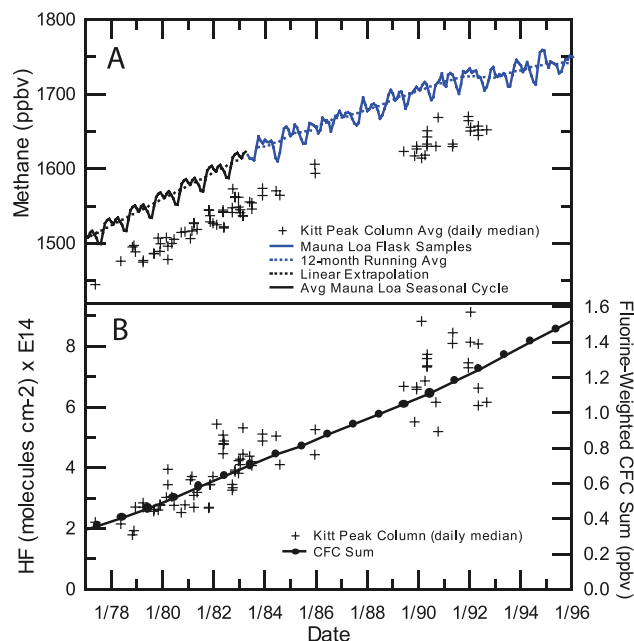 A
Methane (ppbv)
1800
1700
1600
1500
Kitt Peak Column Avg (daily median)
Mauna Loa Flask Samples
12-month Running Avg
Linear Extrapolation
Avg Mauna Loa Seasonal Cycle
B
HF (molecules cm-2) x E14
8
6
4
2
0
1.6
1.4
1.2
1.0
0.8
0.6
0.4
0.2
0.0
Fluorine-Weighted
CFC Sum (ppbv)
Kitt Peak Column (daily median)
CFC Sum
1/78 1/80 1/82 1/84 1/86 1/88 1/90 1/92 1/94 1/96
Date